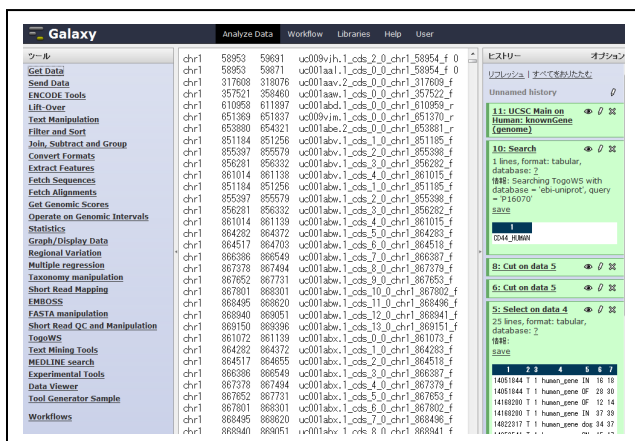 Galaxy
Analyze Data Workflow Libraries Help User
ツール
Get Data
Send Data
ENCODE Tools
Lift-Over
Text Manipulation
Filter and Sort
Join, Subtract and Group
Convert Formats
Extract Features
Fetch Sequences
Fetch Alignments
Get Genomic Scores
Operate on Genomic Intervals
Statistics
Graph/Display Data
Regional Variation
Multiple regression
Taxonomy manipulation
Short Read Mapping
EMBOSS
FASTA manipulation
Short Read QC and Manipulation
TogoWS
Text Mining Tools
MEDLINE search
Experimental Tools
Data Viewer
Tool Generator Sample
Workflows
chr1 58953 59691 uc009vjh.1_cds_2_0_chr1_58954_f 0
chr1 58953 59871 uc001aal.1_cds_0_0_chr1_58954_f 0
chr1 317608 318076 uc001aav.2_cds_0_0_chr1_317609_f
chr1 357521 358460 uc001aaw.1_cds_0_0_chr1_357522_f
chr1 610958 611897 uc001abd.1_cds_0_0_chr1_610959_r
chr1 651369 651837 uc009vjm.1_cds_0_0_chr1_651370_r
chr1 653880 654321 uc001abe.2_cds_0_0_chr1_653881_r
chr1 851184 851256 uc001abv.1_cds_1_0_chr1_851185_f
chr1 855397 855579 uc001abv.1_cds_2_0_chr1_855398_f
chr1 856281 856332 uc001abv.1_cds_3_0_chr1_856282_f
chr1 861014 861138 uc001abv.1_cds_4_0_chr1_861015_f
chr1 851184 851256 uc001abw.1_cds_1_0_chr1_851185_f
chr1 855397 855579 uc001abw.1_cds_2_0_chr1_855398_f
chr1 856281 856332 uc001abw.1_cds_3_0_chr1_856282_f
chr1 861014 861139 uc001abw.1_cds_4_0_chr1_861015_f
chr1 864282 864372 uc001abw.1_cds_5_0_chr1_864283_f
chr1 864517 864703 uc001abw.1_cds_6_0_chr1_864518_f
chr1 866386 866549 uc001abw.1_cds_7_0_chr1_866387_f
chr1 867378 867494 uc001abw.1_cds_8_0_chr1_867379_f
chr1 867652 867731 uc001abw.1_cds_9_0_chr1_867653_f
chr1 867801 868301 uc001abw.1_cds_10_0_chr1_867802_f
chr1 868495 868620 uc001abw.1_cds_11_0_chr1_868496_f
chr1 868940 869051 uc001abw.1_cds_12_0_chr1_868941_f
chr1 869150 869396 uc001abw.1_cds_13_0_chr1_869151_f
chr1 861072 861139 uc001abx.1_cds_0_0_chr1_861073_f
chr1 864282 864372 uc001abx.1_cds_1_0_chr1_864283_f
chr1 864517 864655 uc001abx.1_cds_2_0_chr1_864518_f
chr1 866386 866549 uc001abx.1_cds_3_0_chr1_866387_f
chr1 867378 867494 uc001abx.1_cds_4_0_chr1_867379_f
chr1 867652 867731 uc001abx.1_cds_5_0_chr1_867653_f
chr1 867801 868301 uc001abx.1_cds_6_0_chr1_867802_f
chr1 868495 868620 uc001abx.1_cds_7_0_chr1_868496_f
chr1 868940 869051 uc001abx.1_cds_8_0_chr1_868941_f
ヒストリー オプション
リフレッシュ | すべてをおりたたむ
Unnamed history
11: UCSC Main on
Human: knownGene
(genome)
10: Search
1 lines, format: tabular,
database: ?
情報: Searching TogoWS with
database = 'ebi-uniprot', query
= 'P16070'
save
1
CD44_HUMAN
8: Cut on data 5
6: Cut on data 5
5: Select on data 4
25 lines, format: tabular,
database: ?
情報:
save
1 2 3 4 5 6 7
14051844 T 1 human_gene IN 16 18
14051844 T 1 human_gene OF 28 30
14168280 T 1 human_gene OF 12 14
14168280 T 1 human_gene IN 37 39
14822317 T 1 human_gene dog 34 37